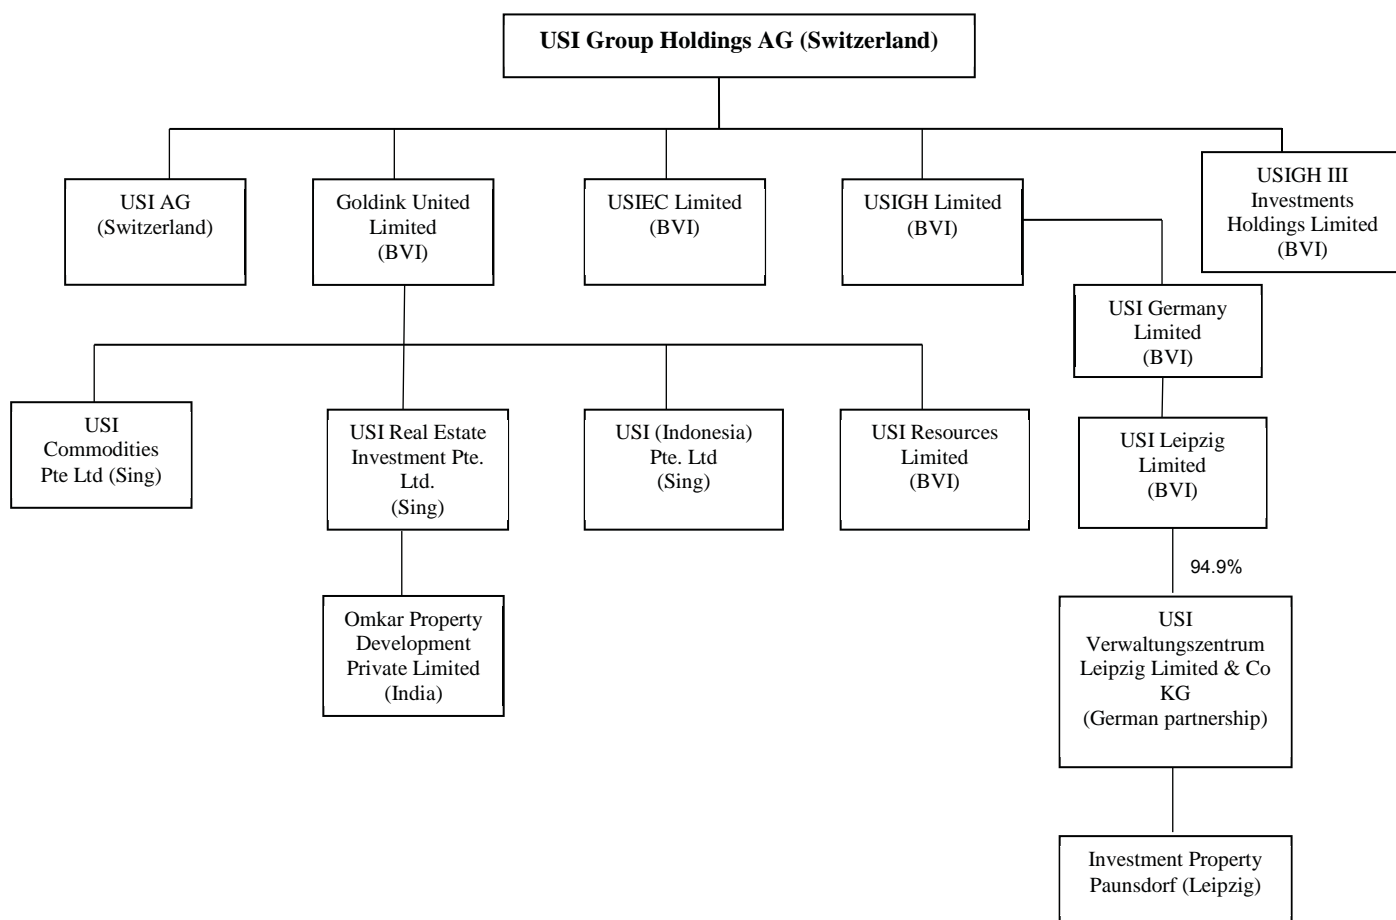 USI Group Holdings AG (Switzerland)
USI AG
(Switzerland)
Goldink United
Limited
(BVI)
USIEC Limited
(BVI)
USIGH Limited
(BVI)
USIGH III
Investments
Holdings Limited
(BVI)
USI Germany
Limited
(BVI)
USI
Commodities
Pte Ltd (Sing)
USI Real Estate
Investment Pte.
Ltd.
(Sing)
USI (Indonesia)
Pte. Ltd
(Sing)
USI Resources
Limited
(BVI)
USI Leipzig
Limited
(BVI)
94.9%
Omkar Property
Development
Private Limited
(India)
USI
Verwaltungszentrum
Leipzig Limited & Co
KG
(German partnership)
Investment Property
Paunsdorf (Leipzig)